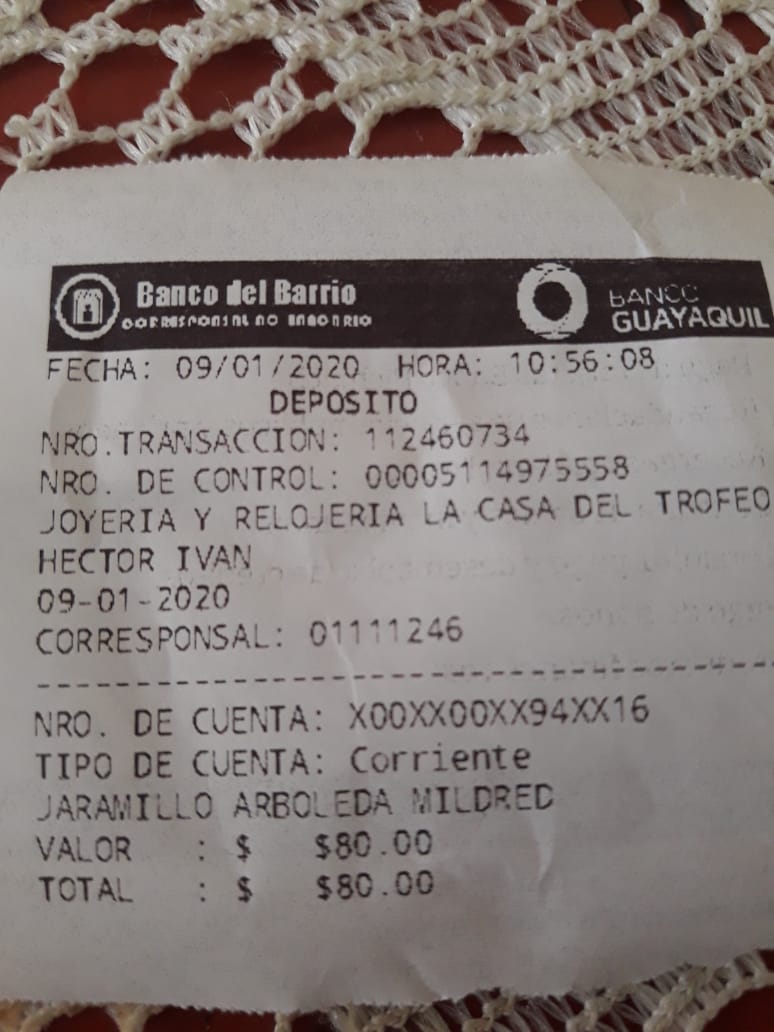 Banco del Barrio
CORRESPONSAL NO BANCARIO
BANCO
GUAYAQUIL
FECHA: 09/01/2020 HORA: 10:56:08
DEPOSITO
NRO.TRANSACCION: 112460734
NRO. DE CONTROL: 00005114975558
JOYERIA Y RELOJERIA LA CASA DEL TROFEO
HECTOR IVAN
09-01-2020
CORRESPONSAL: 01111246
NRO. DE CUENTA: X00XX00XX94XX16
TIPO DE CUENTA: Corriente
JARAMILLO ARBOLEDA MILDRED
VALOR : $ $80.00
TOTAL : $ $80.00